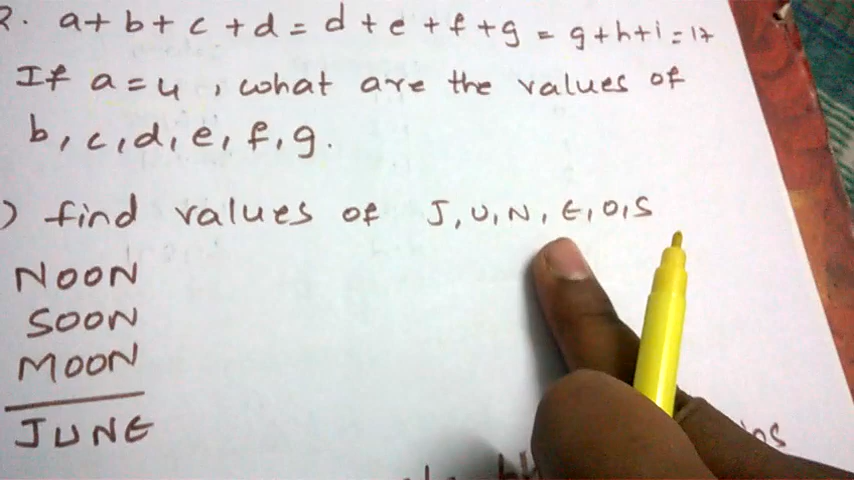 2. a+ b + c +d = d +e +f +g = g+h+i = 17
If a=4, what are the values of
b, c, d, e, f, g.
) find values of J, U, N, E, O, S
NOON
SOON
MOON
JUNE